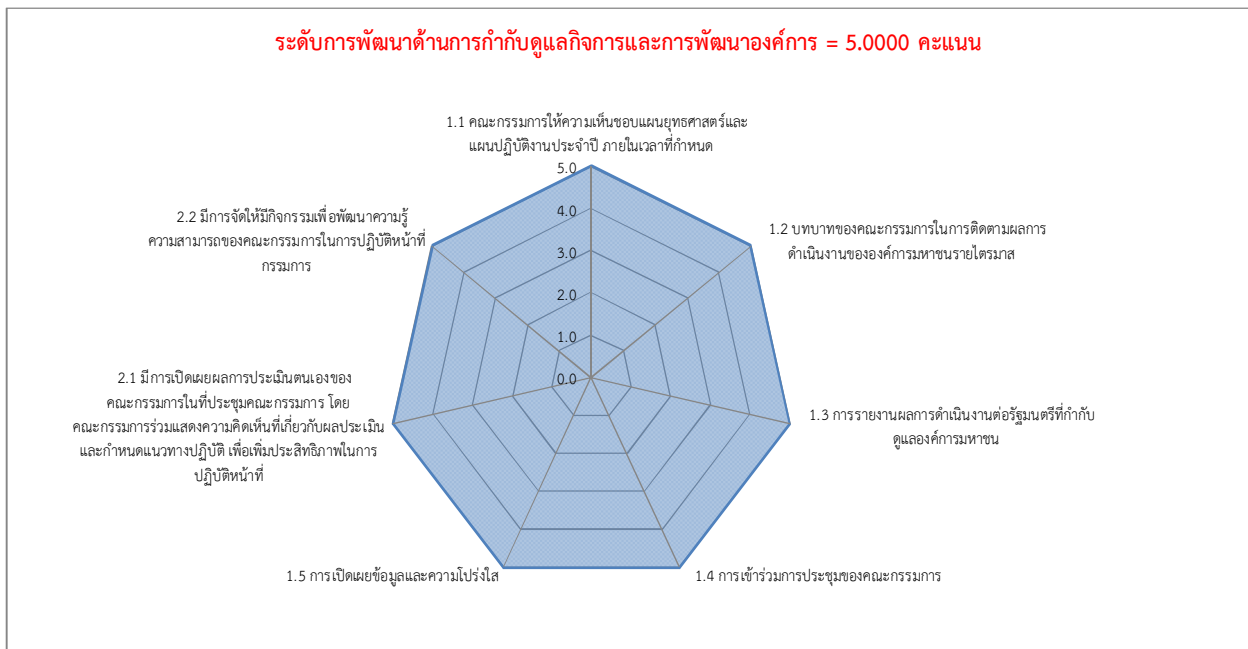 ระดับการพัฒนาด้านการกำกับดูแลกิจการและการพัฒนาองค์การ = 5.0000 คะแนน
1.1 คณะกรรมการให้ความเห็นชอบแผนยุทธศาสตร์และ
แผนปฏิบัติงานประจำปี ภายในเวลาที่กำหนด
5.0
4.0
3.0
2.0
1.0
0.0
1.2 บทบาทของคณะกรรมการในการติดตามผลการ
ดำเนินงานขององค์การมหาชนรายไตรมาส
1.3 การรายงานผลการดำเนินงานต่อรัฐมนตรีที่กำกับ
ดูแลองค์การมหาชน
1.4 การเข้าร่วมการประชุมของคณะกรรมการ
1.5 การเปิดเผยข้อมูลและความโปร่งใส
2.1 มีการเปิดเผยผลการประเมินตนเองของ
คณะกรรมการในที่ประชุมคณะกรรมการ โดย
คณะกรรมการร่วมแสดงความคิดเห็นที่เกี่ยวกับผลประเมิน
และกำหนดแนวทางปฏิบัติ เพื่อเพิ่มประสิทธิภาพในการ
ปฏิบัติหน้าที่
2.2 มีการจัดให้มีกิจกรรมเพื่อพัฒนาความรู้
ความสามารถของคณะกรรมการในการปฏิบัติหน้าที่
กรรมการ